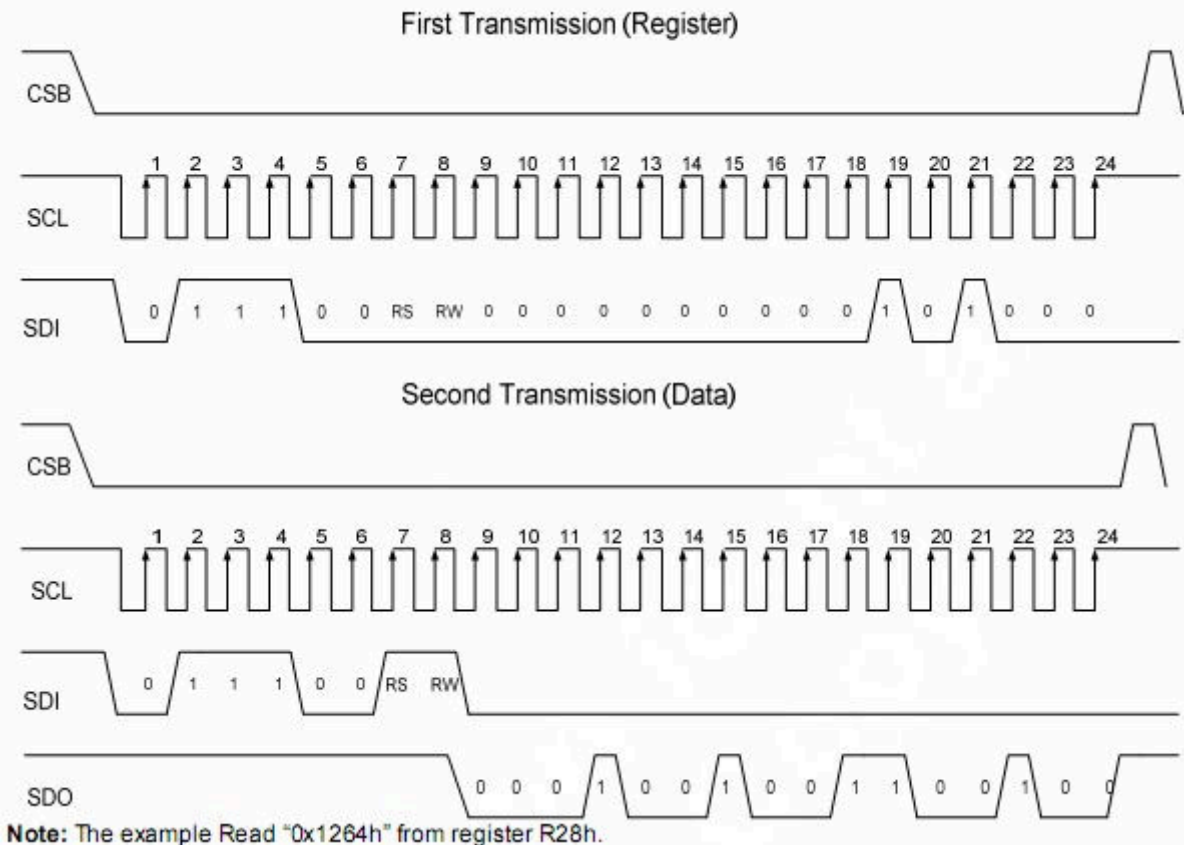 First Transmission (Register)
CSB
1 2 3 4 5 6 7 8 9 10 11 12 13 14 15 16 17 18 19 20 21 22 23 24
SCL
0 1 1 1 0 0 RS RW 0 0 0 0 0 0 0 0 0 0 1 0 1 0 0 0
SDI
Second Transmission (Data)
CSB
1 2 3 4 5 6 7 8 9 10 11 12 13 14 15 16 17 18 19 20 21 22 23 24
SCL
0 1 1 1 0 0 RS RW
SDI
0 0 0 1 0 0 1 0 0 1 1 0 0 1 0 0
SDO
Note: The example Read “0x1264h” from register R28h.